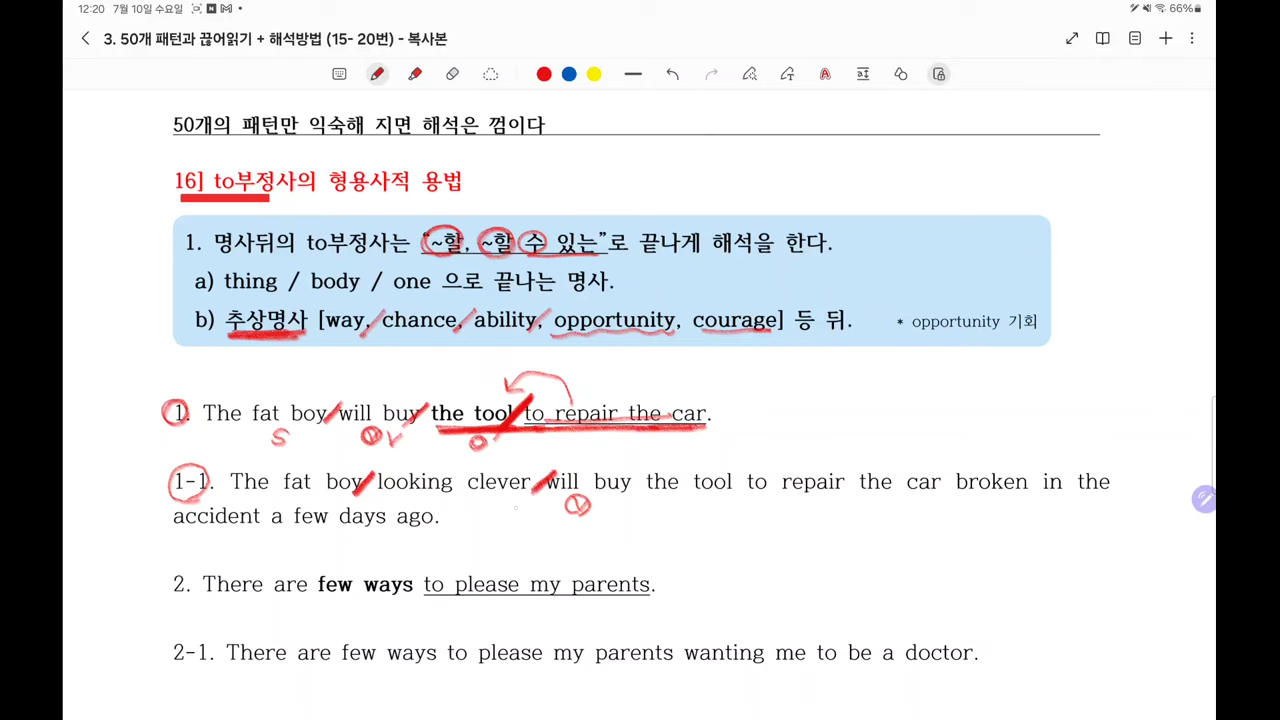 12:20 7월 10일 수요일
66%
3. 50개 패턴과 끊어읽기 + 해석방법 (15- 20번) - 복사본
50개의 패턴만 익숙해 지면 해석은 껌이다
16] to부정사의 형용사적 용법
1. 명사뒤의 to부정사는 “~할, ~할 수 있는”로 끝나게 해석을 한다.
a) thing / body / one 으로 끝나는 명사.
b) 추상명사 [way, chance, ability, opportunity, courage] 등 뒤. * opportunity 기회
1. The fat boy will buy the tool to repair the car.
S V O
1-1. The fat boy looking clever will buy the tool to repair the car broken in the
V
accident a few days ago.
2. There are few ways to please my parents.
2-1. There are few ways to please my parents wanting me to be a doctor.